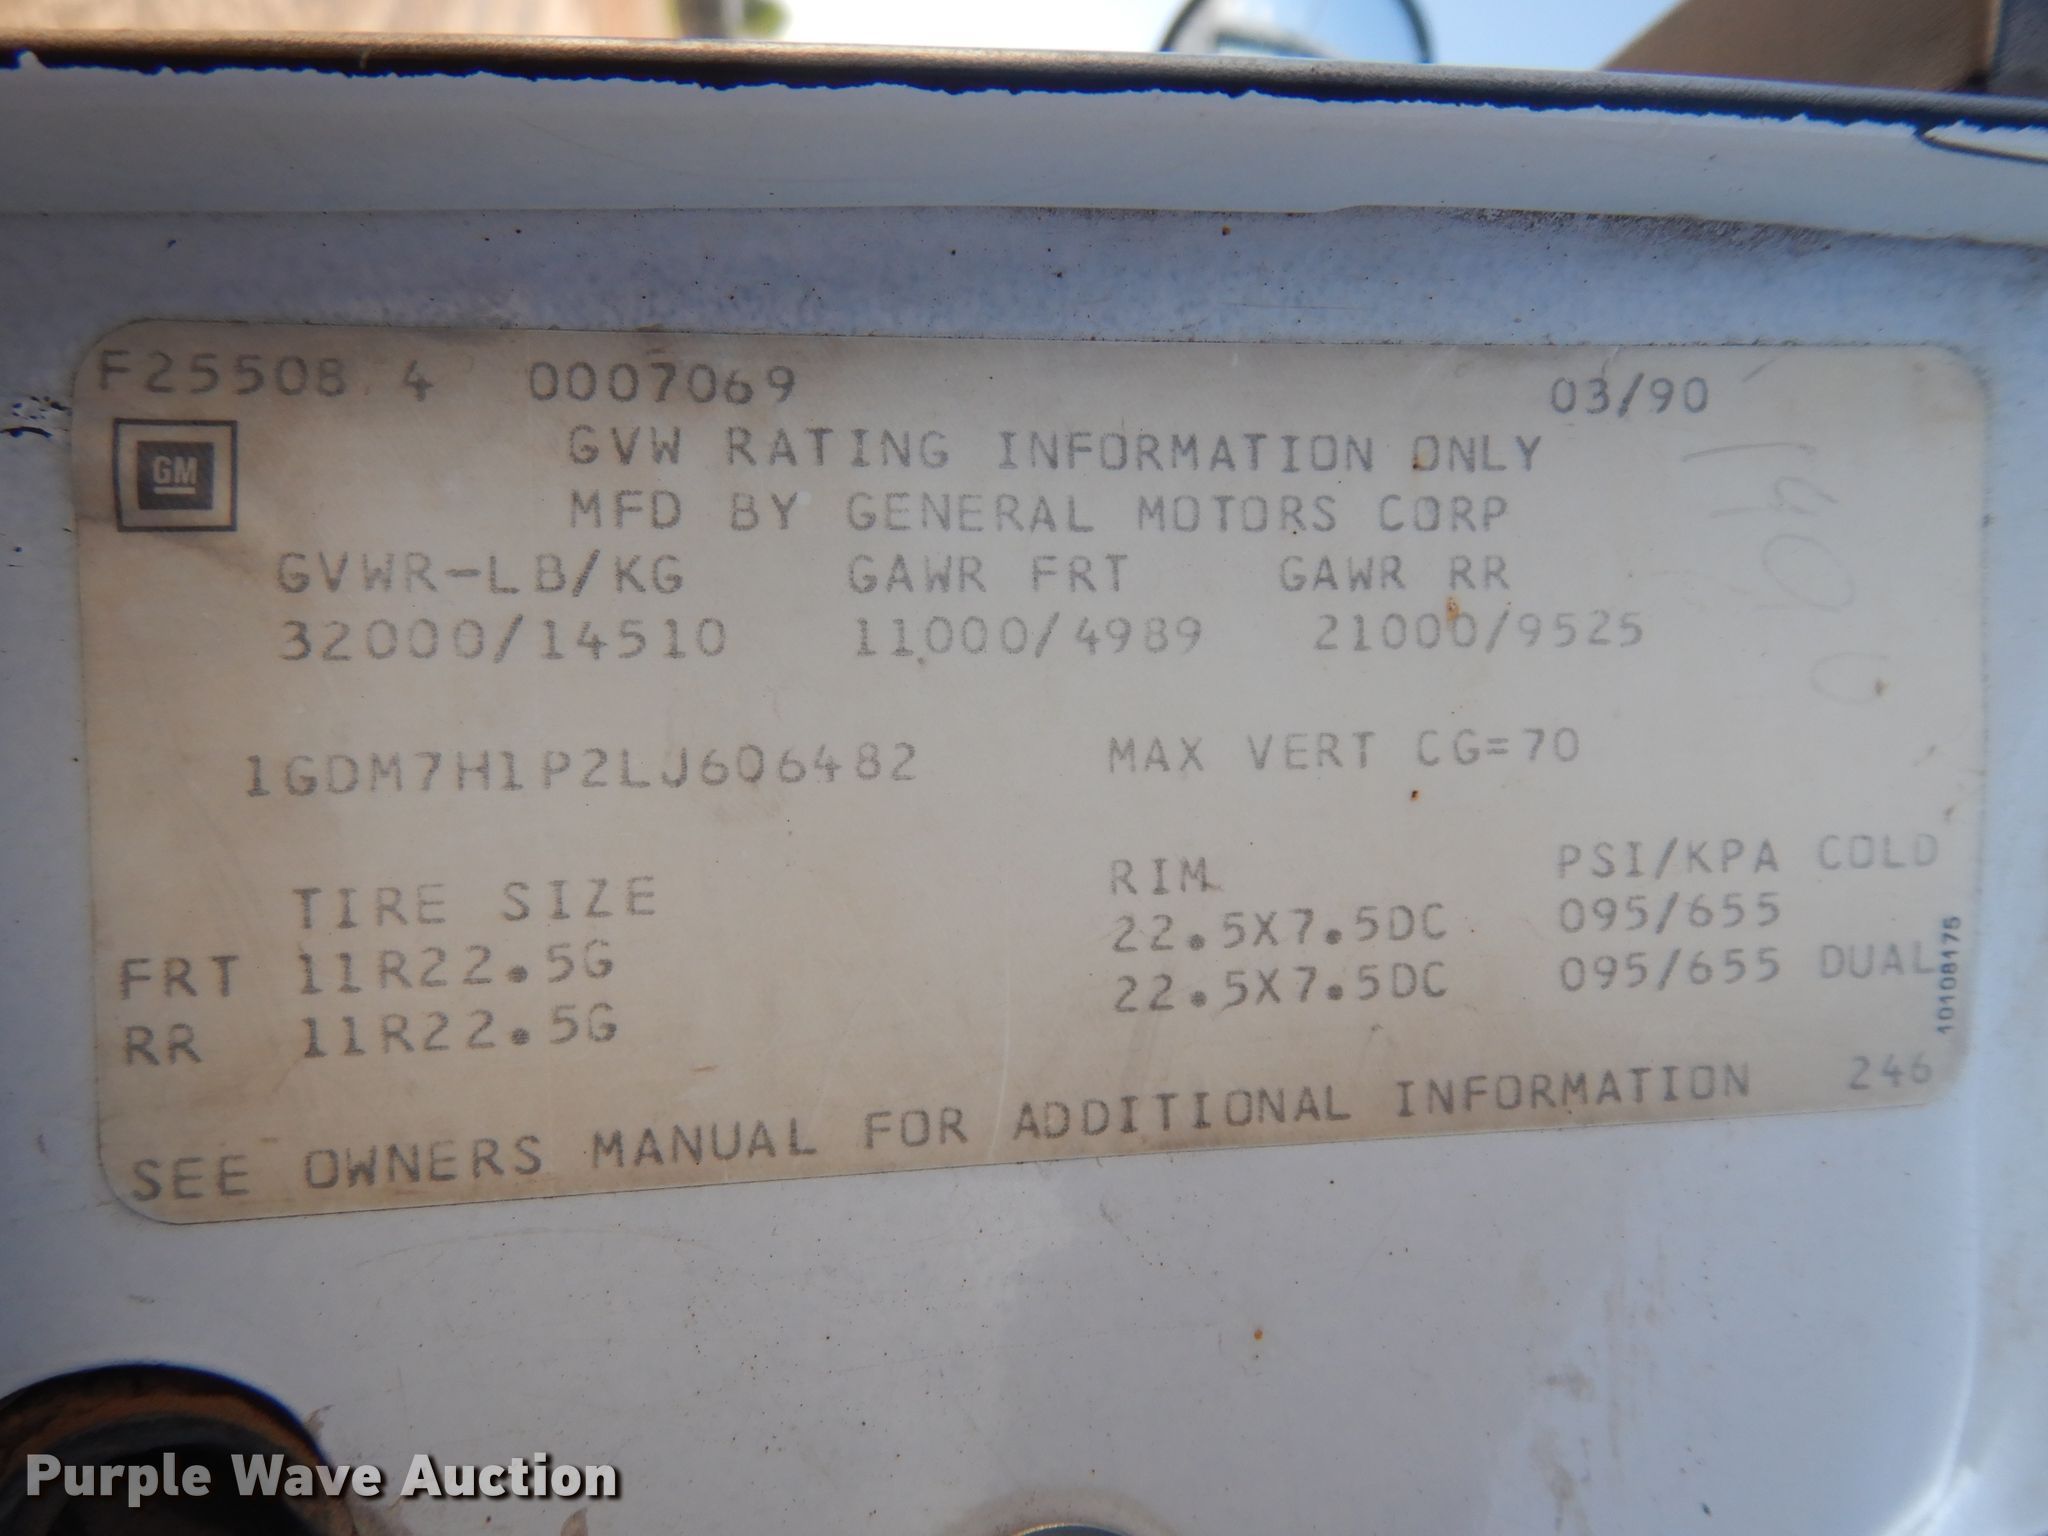 F25508 4 0007069 03/90
GM
GVW RATING INFORMATION ONLY
MFD BY GENERAL MOTORS CORP
GVWR-LB/KG GAWR FRT GAWR RR
32000/14510 11000/4989 21000/9525
1990
1GDM7H1P2LJ606482 MAX VERT CG=70
TIRE SIZE RIM PSI/KPA COLD
FRT 11R22.5G 22.5X7.5DC 095/655
RR 11R22.5G 22.5X7.5DC 095/655 DUAL
10108175
SEE OWNERS MANUAL FOR ADDITIONAL INFORMATION 246
Purple Wave Auction